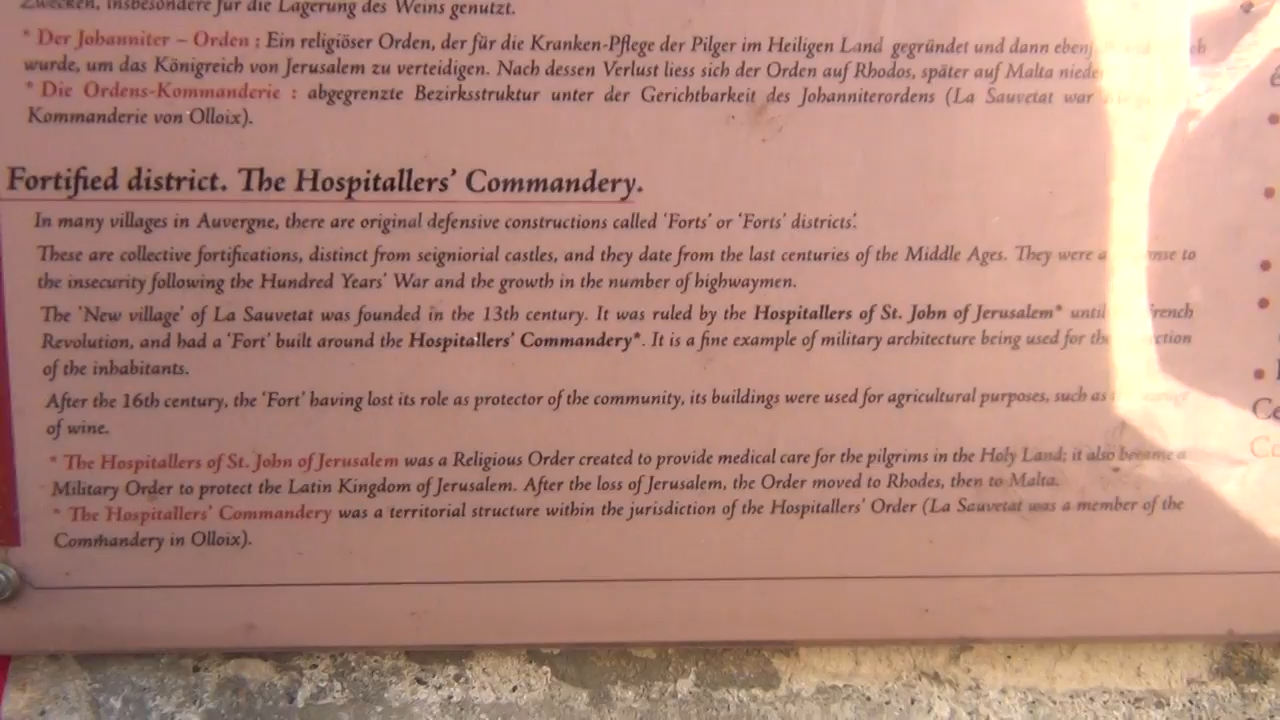 Zwecken, insbesondere für die Lagerung des Weins genutzt.
* Der Johanniter – Orden : Ein religiöser Orden, der für die Kranken-Pflege der Pilger im Heiligen Land gegründet und dann
wurde, um das Königreich von Jerusalem zu verteidigen. Nach dessen Verlust liess sich der Orden auf Rhodos, später auf Malta
* Die Ordens-Kommanderie : abgegrenzte Bezirksstruktur unter der Gerichtbarkeit des Johanniterordens (La Sauvetat war
Kommanderie von Olloix).
Fortified district. The Hospitallers' Commandery.
In many villages in Auvergne, there are original defensive constructions called 'Forts' or 'Forts' districts'.
These are collective fortifications, distinct from seigniorial castles, and they date from the last centuries of the Middle Ages. They were a to
the insecurity following the Hundred Years' War and the growth in the number of highwaymen.
The 'New village' of La Sauvetat was founded in the 13th century. It was ruled by the Hospitallers of St. John of Jerusalem* until French
Revolution, and had a 'Fort' built around the Hospitallers' Commandery*. It is a fine example of military architecture being used for
of the inhabitants.
After the 16th century, the 'Fort' having lost its role as protector of the community, its buildings were used for agricultural purposes, such as
of wine.
* The Hospitallers of St. John of Jerusalem was a Religious Order created to provide medical care for the pilgrims in the Holy Land; it also became a
Military Order to protect the Latin Kingdom of Jerusalem. After the loss of Jerusalem, the Order moved to Rhodes, then to Malta.
* The Hospitallers' Commandery was a territorial structure within the jurisdiction of the Hospitallers' Order (La Sauvetat was a member of the
Commandery in Olloix).